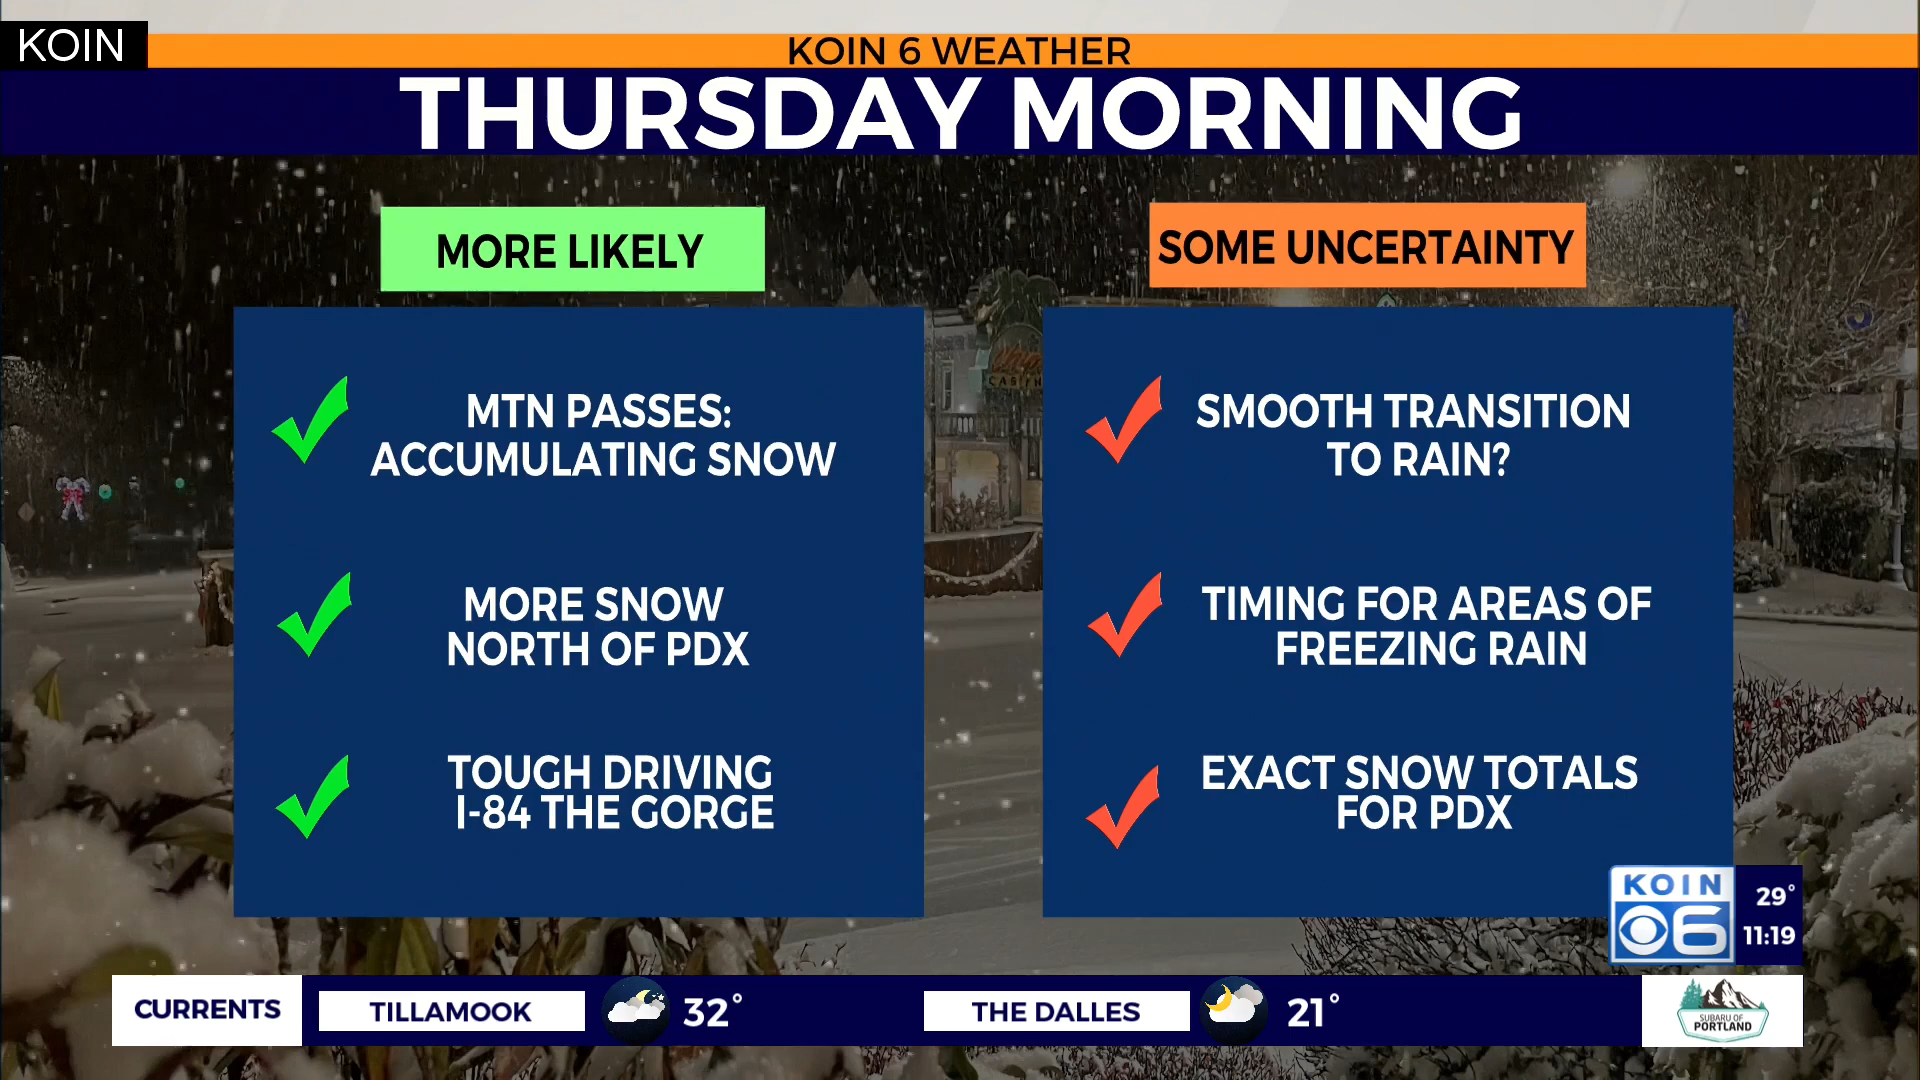 KOIN
KOIN 6 WEATHER
THURSDAY MORNING
MORE LIKELY
MTN PASSES:
ACCUMULATING SNOW
MORE SNOW
NORTH OF PDX
TOUGH DRIVING
I-84 THE GORGE
SOME UNCERTAINTY
SMOOTH TRANSITION
TO RAIN?
TIMING FOR AREAS OF
FREEZING RAIN
EXACT SNOW TOTALS
FOR PDX
KOIN
6
29°
11:19
CURRENTS
TILLAMOOK
32°
THE DALLES
21°
SUBARU OF
PORTLAND